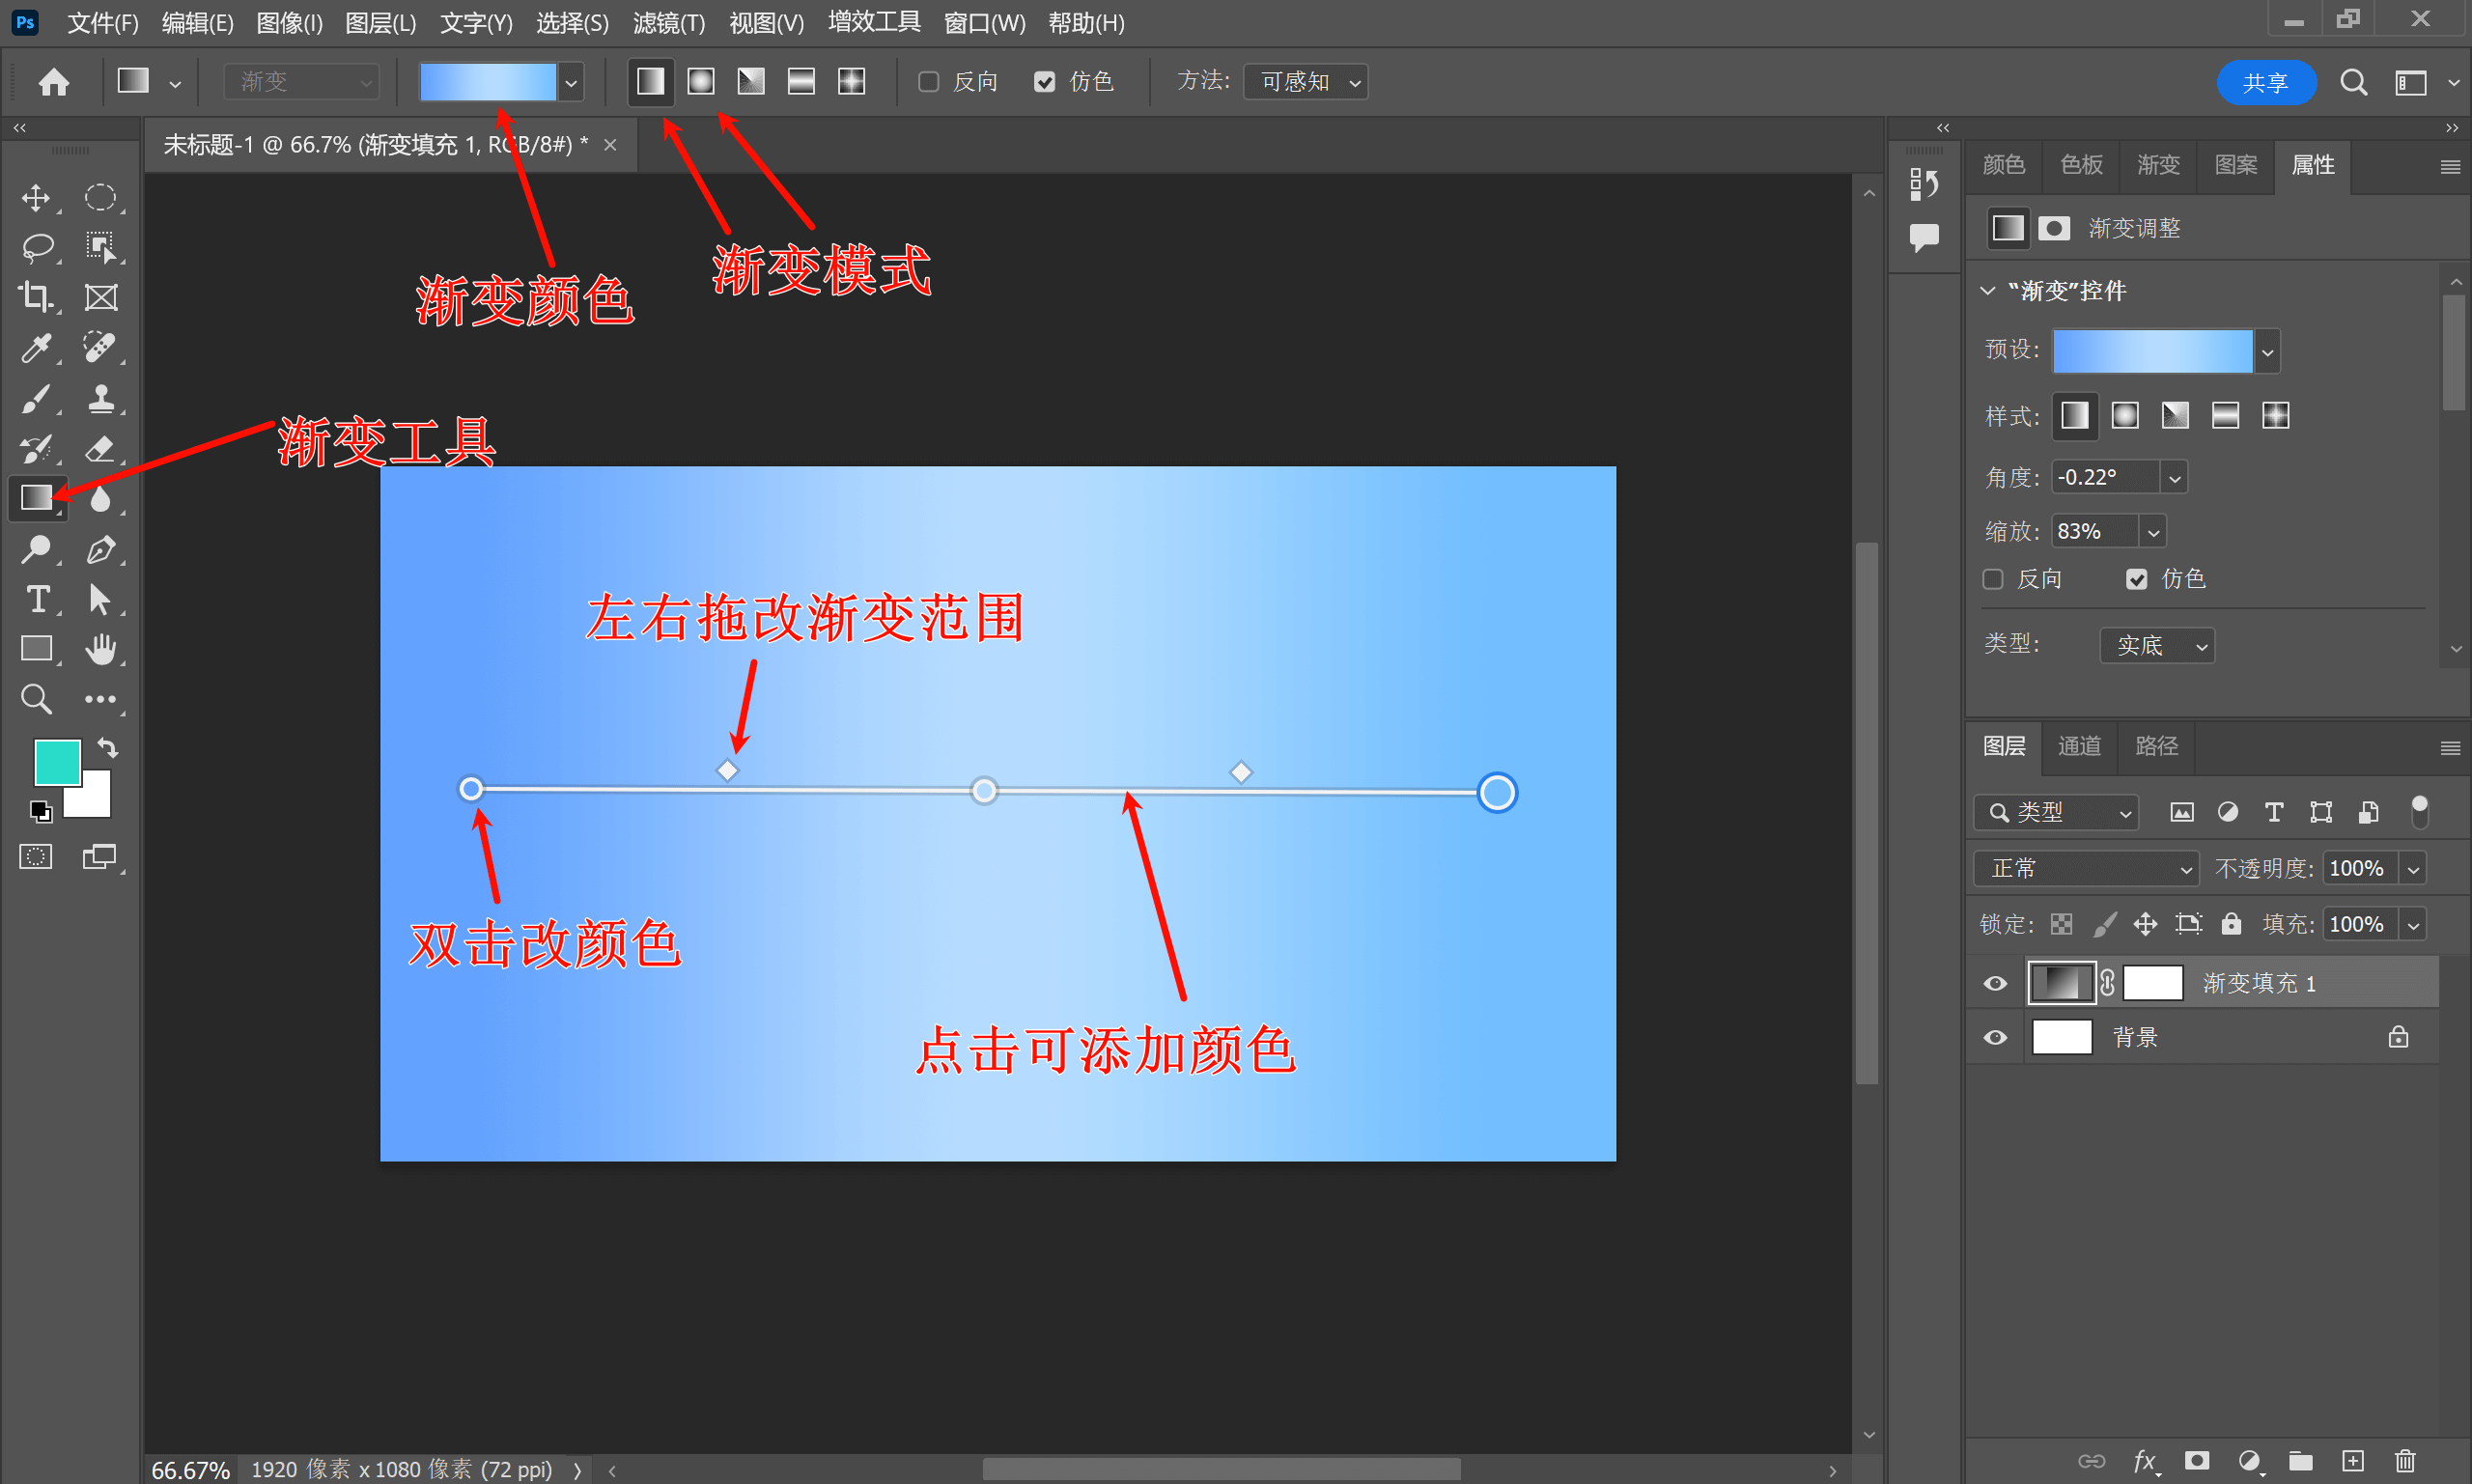 Ps 文件(F) 编辑(E) 图像(I) 图层(L) 文字(Y) 选择(S) 滤镜(T) 视图(V) 增效工具 窗口(W) 帮助(H)
渐变 反向 仿色 方法: 可感知 共享
未标题-1 @ 66.7% (渐变填充 1, RGB/8#) * ×
渐变颜色
渐变模式
渐变工具
左右拖改渐变范围
双击改颜色
点击可添加颜色
颜色 色板 渐变 图案 属性
渐变调整
“渐变”控件
预设:
样式:
角度: -0.22°
缩放: 83%
反向 仿色
类型: 实底
图层 通道 路径
类型
正常 不透明度: 100%
锁定: 填充: 100%
渐变填充 1
背景
fx
66.67% 1920 像素 x 1080 像素 (72 ppi)